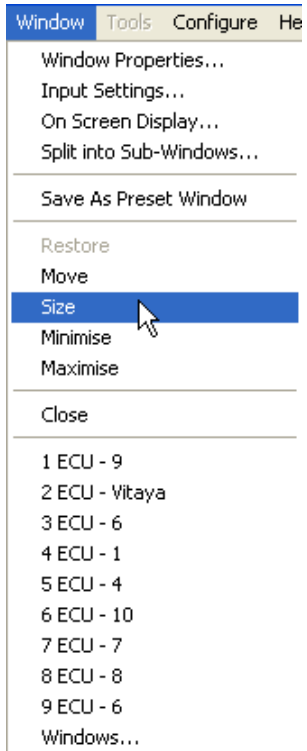 Window Tools Configure He
Window Properties...
Input Settings...
On Screen Display...
Split into Sub-Windows...
Save As Preset Window
Restore
Move
Size
Minimise
Maximise
Close
1 ECU - 9
2 ECU - Vitaya
3 ECU - 6
4 ECU - 1
5 ECU - 4
6 ECU - 10
7 ECU - 7
8 ECU - 8
9 ECU - 6
Windows...